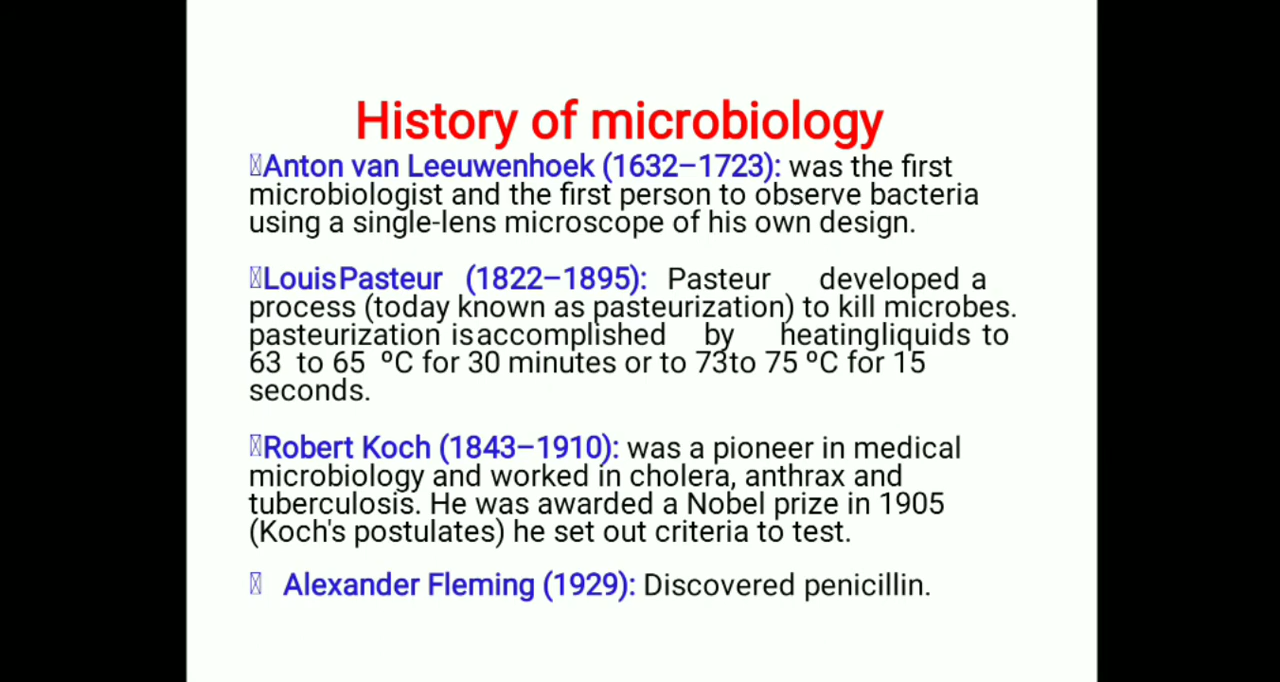 History of microbiology
Anton van Leeuwenhoek (1632–1723): was the first
microbiologist and the first person to observe bacteria
using a single-lens microscope of his own design.
LouisPasteur (1822–1895): Pasteur developed a
process (today known as pasteurization) to kill microbes.
pasteurization isaccomplished by heatingliquids to
63 to 65 ºC for 30 minutes or to 73to 75 ºC for 15
seconds.
Robert Koch (1843–1910): was a pioneer in medical
microbiology and worked in cholera, anthrax and
tuberculosis. He was awarded a Nobel prize in 1905
(Koch's postulates) he set out criteria to test.
Alexander Fleming (1929): Discovered penicillin.